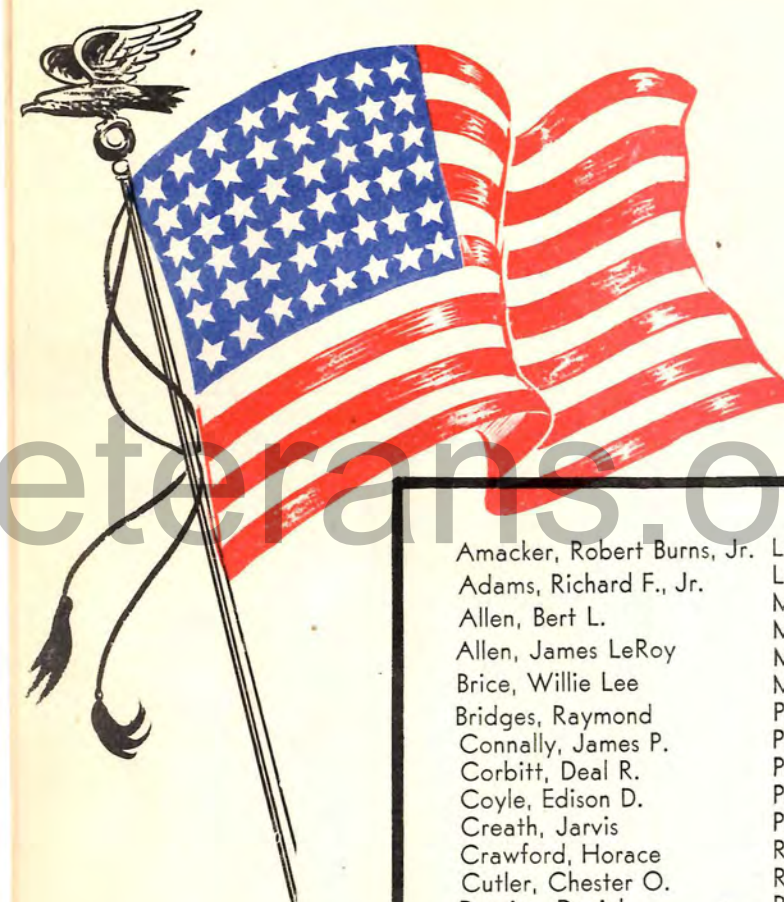 eterans.o
Amacker, Robert Burns, Jr. L
Adams, Richard F., Jr. L
Allen, Bert L. M
Allen, James LeRoy M
Brice, Willie Lee M
Bridges, Raymond P
Connally, James P. P
Corbitt, Deal R. P
Coyle, Edison D. P
Creath, Jarvis P
Crawford, Horace R
Cutler, Chester O. R